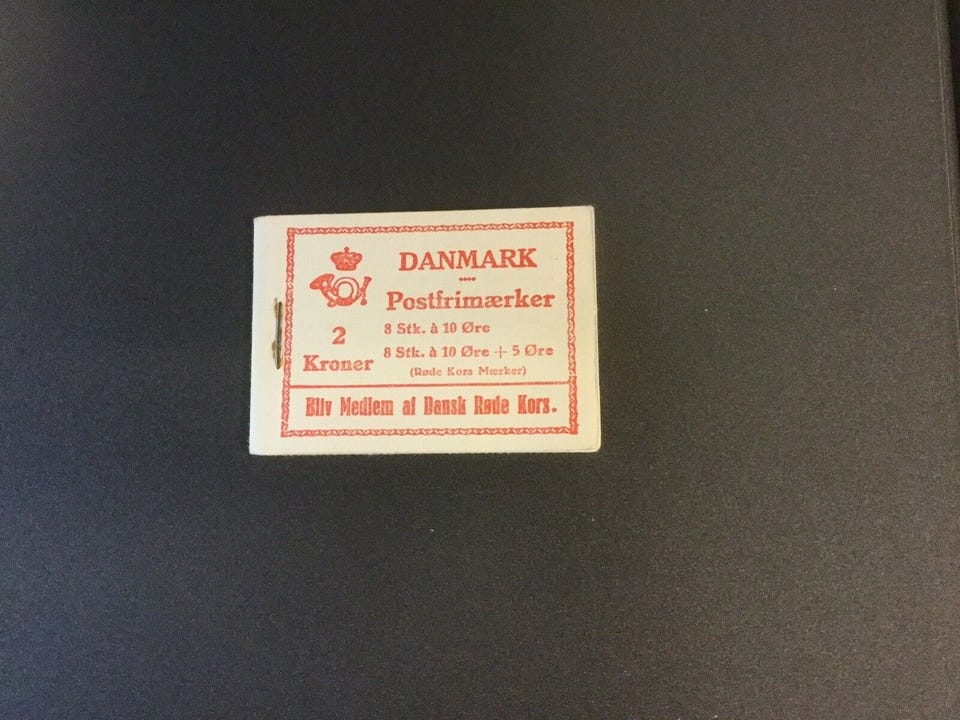 DANMARK
Postfrimærker
2
Kroner
8 Stk. à 10 Øre
8 Stk. à 10 Øre + 5 Øre
(Røde Kors Mærker)
Bliv Medlem af Dansk Røde Kors.